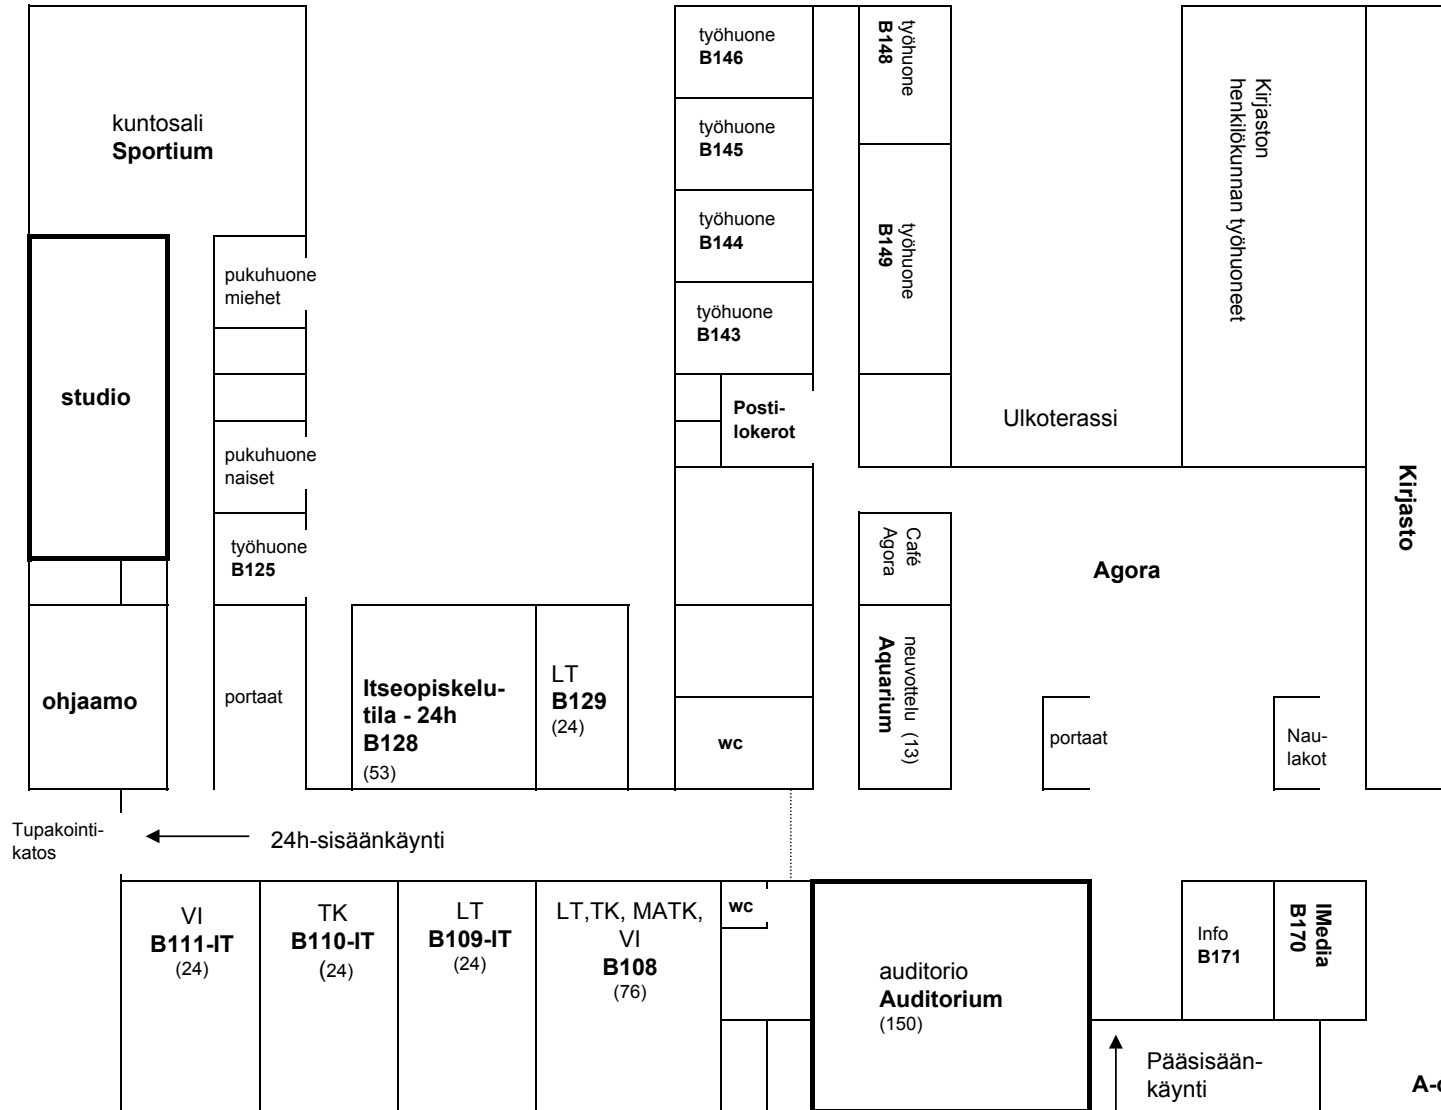 kuntosali
Sportium
työhuone
B146
työhuone
B145
työhuone
B144
työhuone
B143
työhuone
B148
työhuone
B149
Kirjaston
henkilökunnan työhuoneet
pukuhuone
miehet
studio
pukuhuone
naiset
työhuone
B125
Posti-
lokerot
Ulkoterassi
Kirjasto
Café
Agora
Agora
ohjaamo
portaat
Itseopiskelu-
tila - 24h
B128
(53)
LT
B129
(24)
wc
neuvottelu (13)
Aquarium
portaat
Nau-
lakot
Tupakointi-
katos
24h-sisäänkäynti
VI
B111-IT
(24)
TK
B110-IT
(24)
LT
B109-IT
(24)
LT,TK, MATK,
VI
B108
(76)
wc
auditorio
Auditorium
(150)
Info
B171
IMedia
B170
Pääsisään-
käynti